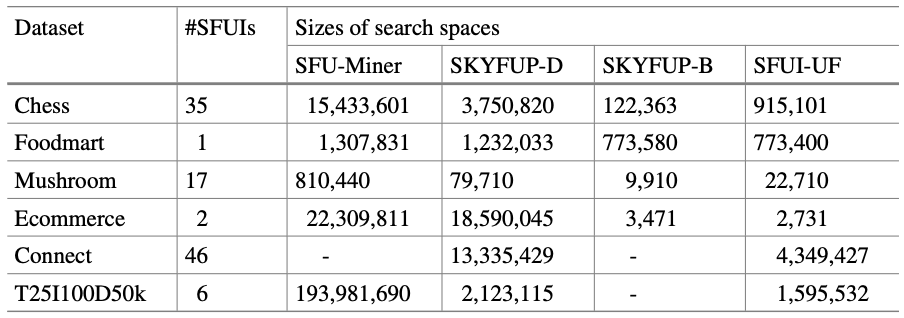 Dataset #SFUIs Sizes of search spaces
SFU-Miner SKYFUP-D SKYFUP-B SFUI-UF
Chess 35 15,433,601 3,750,820 122,363 915,101
Foodmart 1 1,307,831 1,232,033 773,580 773,400
Mushroom 17 810,440 79,710 9,910 22,710
Ecommerce 2 22,309,811 18,590,045 3,471 2,731
Connect 46 - 13,335,429 - 4,349,427
T25I100D50k 6 193,981,690 2,123,115 - 1,595,532